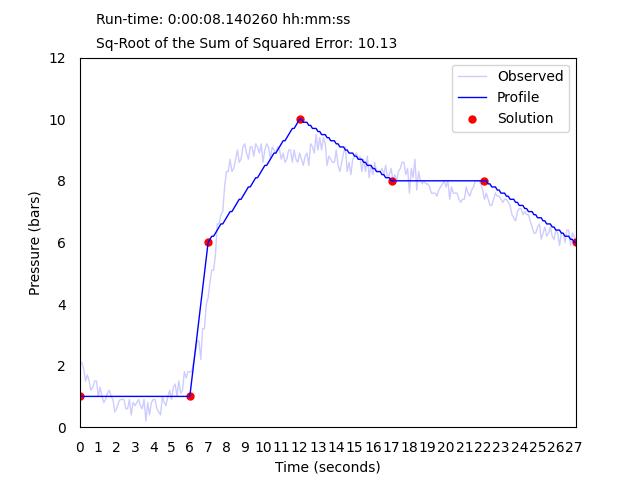 Run-time: 0:00:08.140260 hh:mm:ss
Sq-Root of the Sum of Squared Error: 10.13
12
10
8
6
4
2
0
Pressure (bars)
Observed
Profile
Solution
0 1 2 3 4 5 6 7 8 9 10 11 12 13 14 15 16 17 18 19 20 21 22 23 24 25 26 27
Time (seconds)